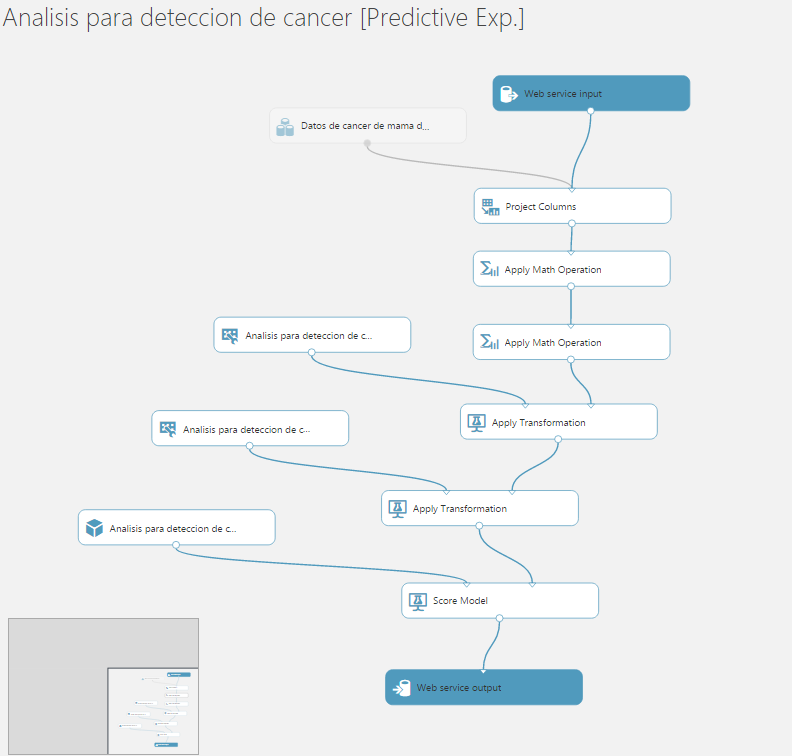 Analisis para deteccion de cancer [Predictive Exp.]
Web service input
Datos de cancer de mama d...
Project Columns
Apply Math Operation
Analisis para deteccion de c...
Apply Math Operation
Analisis para deteccion de c...
Apply Transformation
Analisis para deteccion de c...
Apply Transformation
Score Model
Web service output